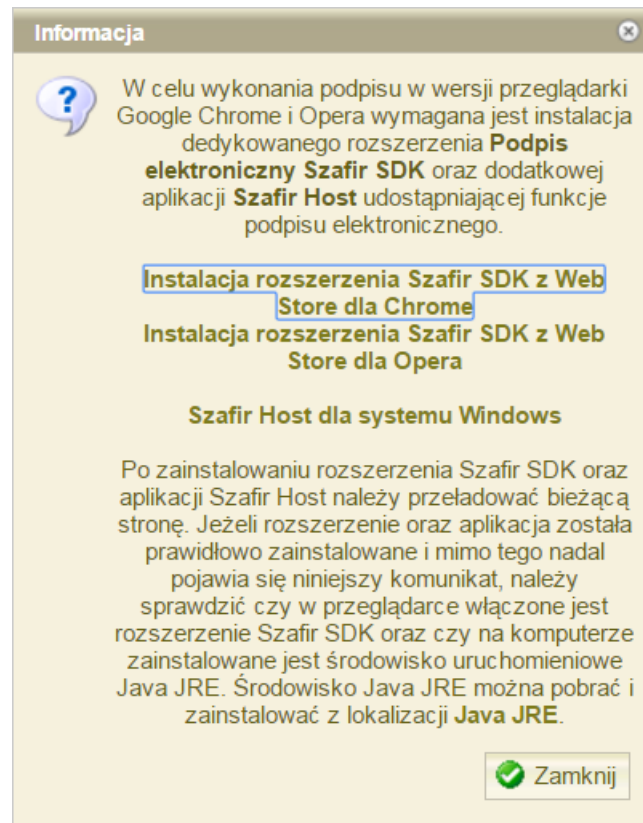 Informacja
W celu wykonania podpisu w wersji przeglądarki
Google Chrome i Opera wymagana jest instalacja
dedykowanego rozszerzenia Podpis
elektroniczny Szafir SDK oraz dodatkowej
aplikacji Szafir Host udostąpniającej funkcje
podpisu elektronicznego.
Instalacja rozszerzenia Szafir SDK z Web
Store dla Chrome
Instalacja rozszerzenia Szafir SDK z Web
Store dla Opera
Szafir Host dla systemu Windows
Po zainstalowaniu rozszerzenia Szafir SDK oraz
aplikacji Szafir Host należy przeładować bieżącą
stronę. Jeżeli rozszerzenie oraz aplikacja została
prawidłowo zainstalowane i mimo tego nadal
pojawia się niniejszy komunikat, należy
sprawdzić czy w przeglądarce włączone jest
rozszerzenie Szafir SDK oraz czy na komputerze
zainstalowane jest środowisko uruchomieniowe
Java JRE. Środowisko Java JRE można pobrać i
zainstalować z lokalizacji Java JRE.
Zamknij